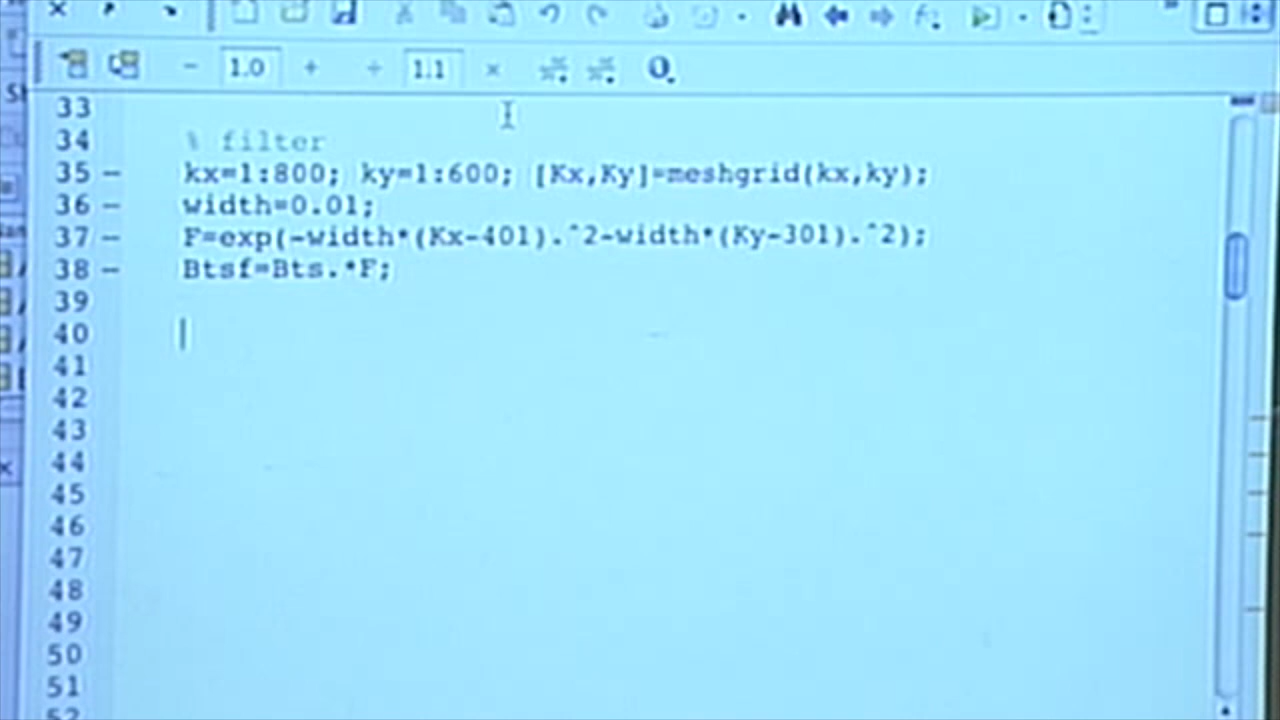 - 1.0 + ÷ 1.1 ×
33
34 % filter
35 – kx=1:800; ky=1:600; [Kx,Ky]=meshgrid(kx,ky);
36 – width=0.01;
37 – F=exp(-width*(Kx-401).^2-width*(Ky-301).^2);
38 – Btsf=Bts.*F;
39
40
41
42
43
44
45
46
47
48
49
50
51
52